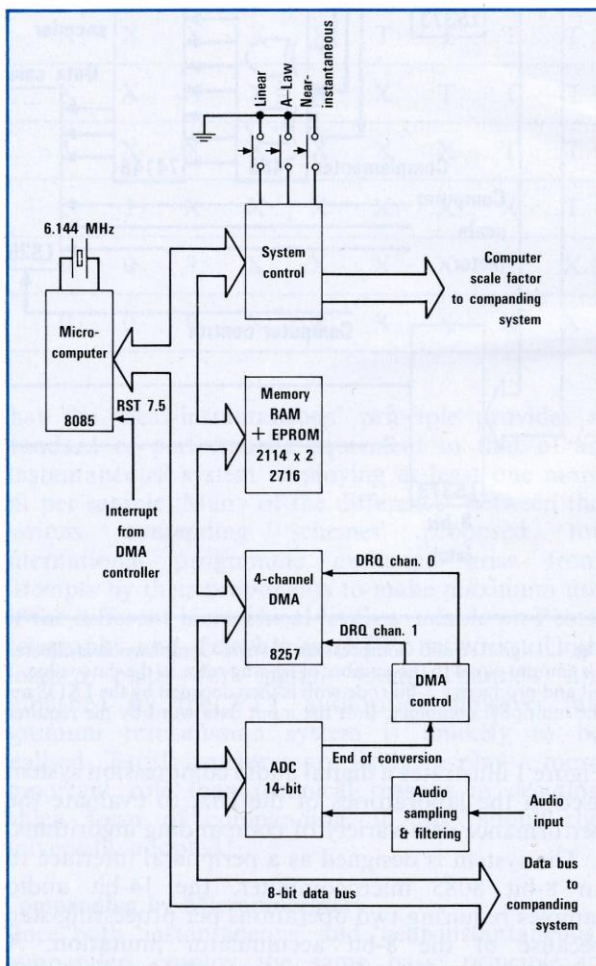 Linear
A–Law
Near-
instantaneous
6.144 MHz
Micro-
computer
8085
RST 7.5
System
control
Computer
scale factor
to companding
system
Memory
RAM
EPROM
2114 x 2
2716
Interrupt
from DMA
controller
4-channel
DMA
8257
DRQ chan. 0
DRQ chan. 1
DMA
control
End of conversion
ADC
14-bit
Audio
sampling
& filtering
Audio
input
8-bit data bus
Data bus
to
companding
system